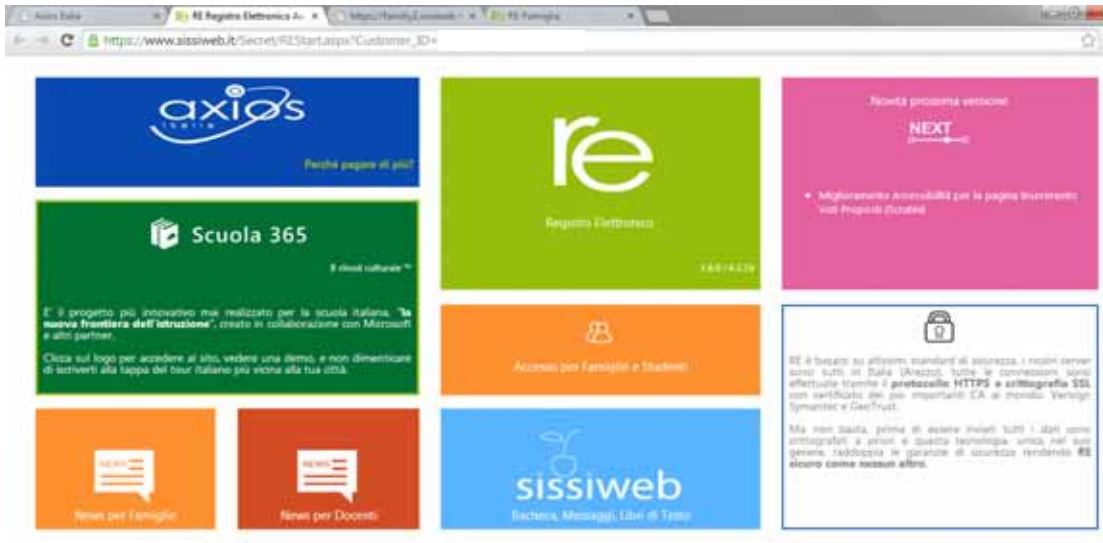 Axios Italia
RE Registro Elettronico A
RE Famiglie
https://www.sissiweb.it/Secret/REStart.aspx?Customer_ID=
axios
italia
Perché pagare di più?
Scuola 365
Il cloud culturale ™
E' il progetto più innovativo mai realizzato per la scuola italiana, "la
nuova frontiera dell'istruzione", creato in collaborazione con Microsoft
e altri partner.
Clicca sul logo per accedere al sito, vedere una demo, e non dimenticare
di iscriverti alla tappa del tour italiano più vicina alla tua città.
NEWS
News per Famiglie
NEWS
News per Docenti
re
Registro Elettronico
Accesso per Famiglie e Studenti
sissiweb
Bacheca, Messaggi, Libri di Testo
Novità prossima versione
NEXT
• Miglioramento Accessibilità per la pagina Inserimento
Voti Proposti (Scrutini)
RE è basato su altissimi standard di sicurezza, i nostri server
sono tutti in Italia (Arezzo), tutte le connessioni sono
effettuate tramite il protocollo HTTPS e crittografia SSL
con certificato dei più importanti CA al mondo: Verisign
Symantec e GeoTrust.
Ma non basta, prima di essere inviati tutti i dati sono
crittografati a priori e questa tecnologia, unica nel suo
genere, raddoppia le garanzie di sicurezza rendendo RE
sicuro come nessun altro.